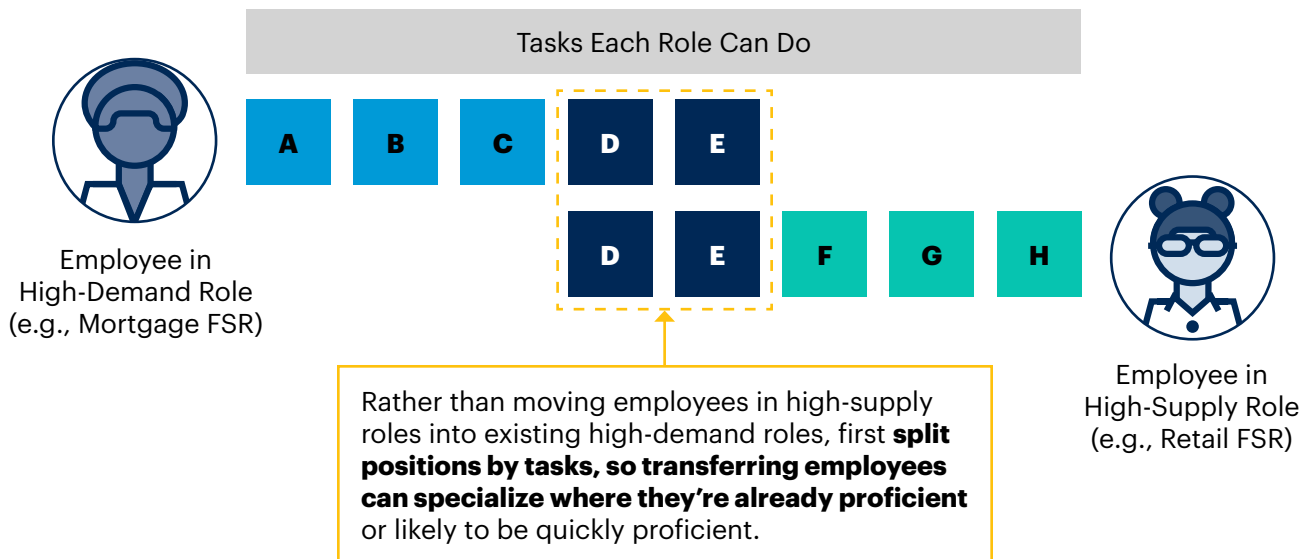 Tasks Each Role Can Do
A B C D E
D E F G H
Employee in
High-Demand Role
(e.g., Mortgage FSR)
Employee in
High-Supply Role
(e.g., Retail FSR)
Rather than moving employees in high-supply
roles into existing high-demand roles, first split
positions by tasks, so transferring employees
can specialize where they’re already proficient
or likely to be quickly proficient.